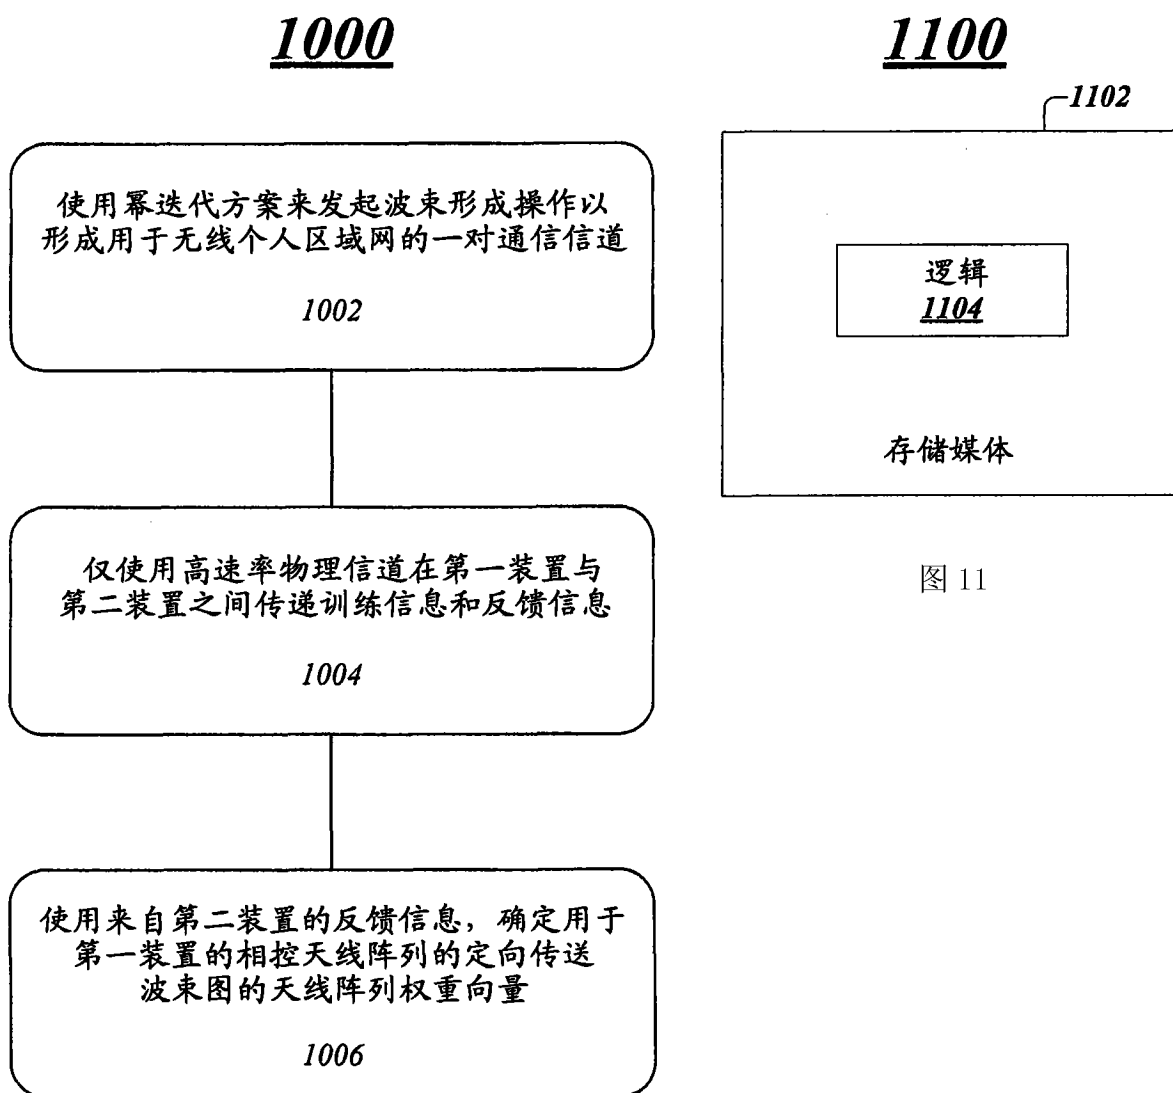 1000
使用幂迭代方案来发起波束形成操作以
形成用于无线个人区域网的一对通信信道
1002
仅使用高速率物理信道在第一装置与
第二装置之间传递训练信息和反馈信息
1004
使用来自第二装置的反馈信息，确定用于
第一装置的相控天线阵列的定向传送
波束图的天线阵列权重向量
1006
1100
1102
逻辑
1104
存储媒体
图 11